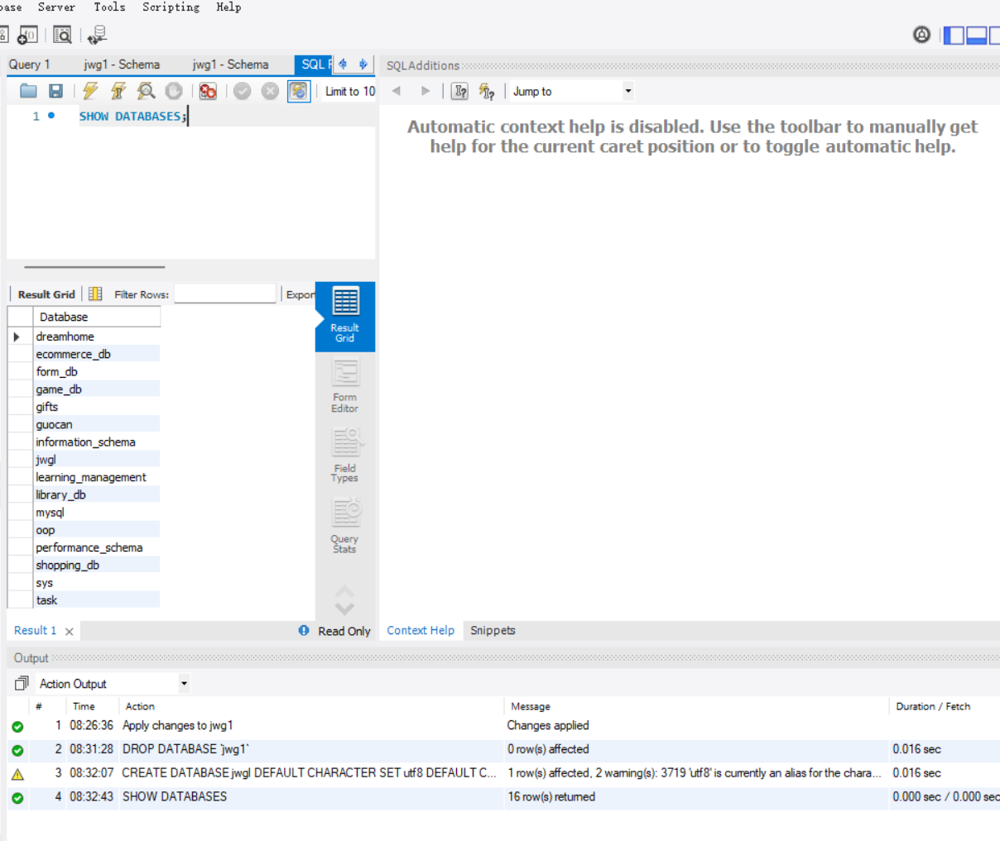 Server Tools Scripting Help
Query 1 jwg1 - Schema jwg1 - Schema SQL
SQLAdditions
Limit to 10
Jump to
1 SHOW DATABASES;
Automatic context help is disabled. Use the toolbar to manually get
help for the current caret position or to toggle automatic help.
Result Grid Filter Rows: Expor
Database
dreamhome
ecommerce_db
form_db
game_db
gifts
guocan
information_schema
jwgl
learning_management
library_db
mysql
oop
performance_schema
shopping_db
sys
task
Result
Grid
Form
Editor
Field
Types
Query
Stats
Result 1 Read Only
Context Help Snippets
Output
Action Output
# Time Action Message Duration / Fetch
1 08:26:36 Apply changes to jwg1 Changes applied
2 08:31:28 DROP DATABASE `jwg1` 0 row(s) affected 0.016 sec
3 08:32:07 CREATE DATABASE jwgl DEFAULT CHARACTER SET utf8 DEFAULT C... 1 row(s) affected, 2 warning(s): 3719 'utf8' is currently an alias for the chara... 0.016 sec
4 08:32:43 SHOW DATABASES 16 row(s) returned 0.000 sec / 0.000 sec